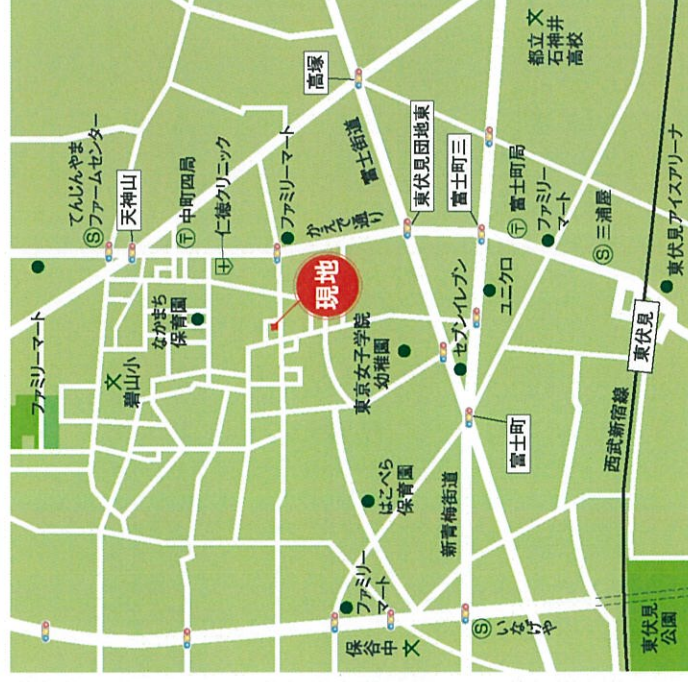 ファミリーマート
てんじんやま
Ⓢファームセンター
天神山
〒中町四局
仁徳クリニック
なかまち
保育園
文
碧山小
ファミリーマート
かえで通り
高塚
富士街道
現地
東京女子学院
幼稚園
東伏見団地東
富士町三
〒富士町局
ファミリー
マート
文
都立
石神井
高校
セブンイレブン
ユニクロ
Ⓢ三浦屋
はこべら
保育園
富士町
新青梅街道
ファミリー
マート
保谷中文
Ⓢ
いなげや
西武新宿線
東伏見
東伏見アイスアリーナ
東伏見
公園